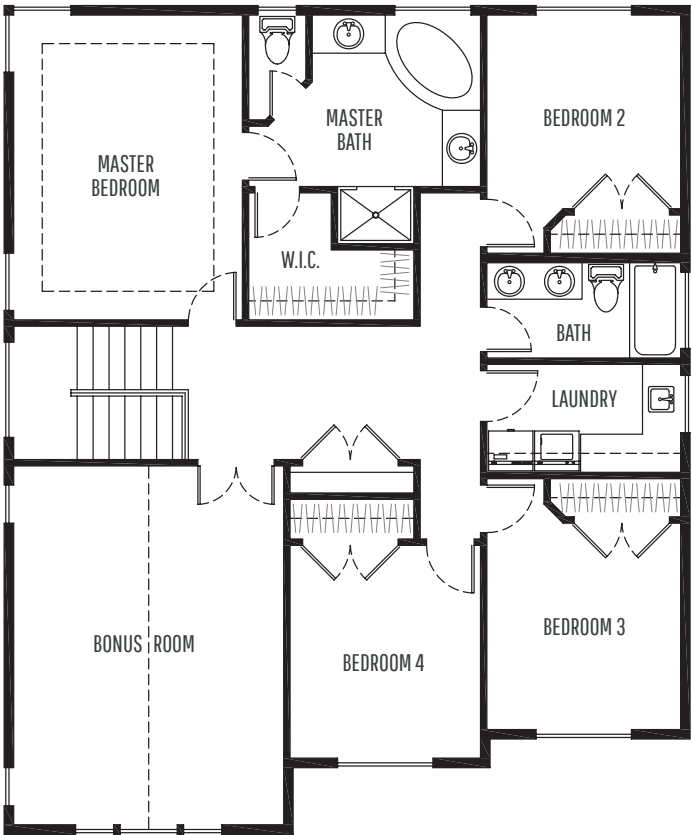 MASTER
BATH
BEDROOM 2
MASTER
BEDROOM
W.I.C.
BATH
LAUNDRY
BONUS ROOM
BEDROOM 4
BEDROOM 3